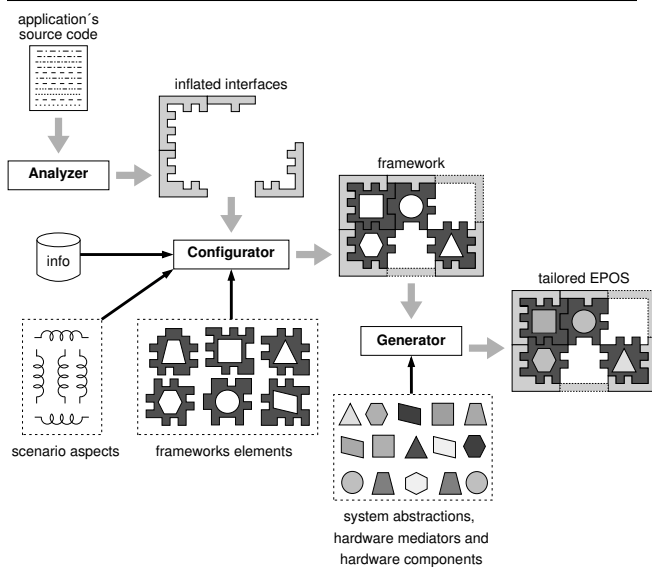 application´s
source code
inflated interfaces
Analyzer
framework
Configurator
info
tailored EPOS
Generator
scenario aspects
frameworks elements
system abstractions,
hardware mediators and
hardware components